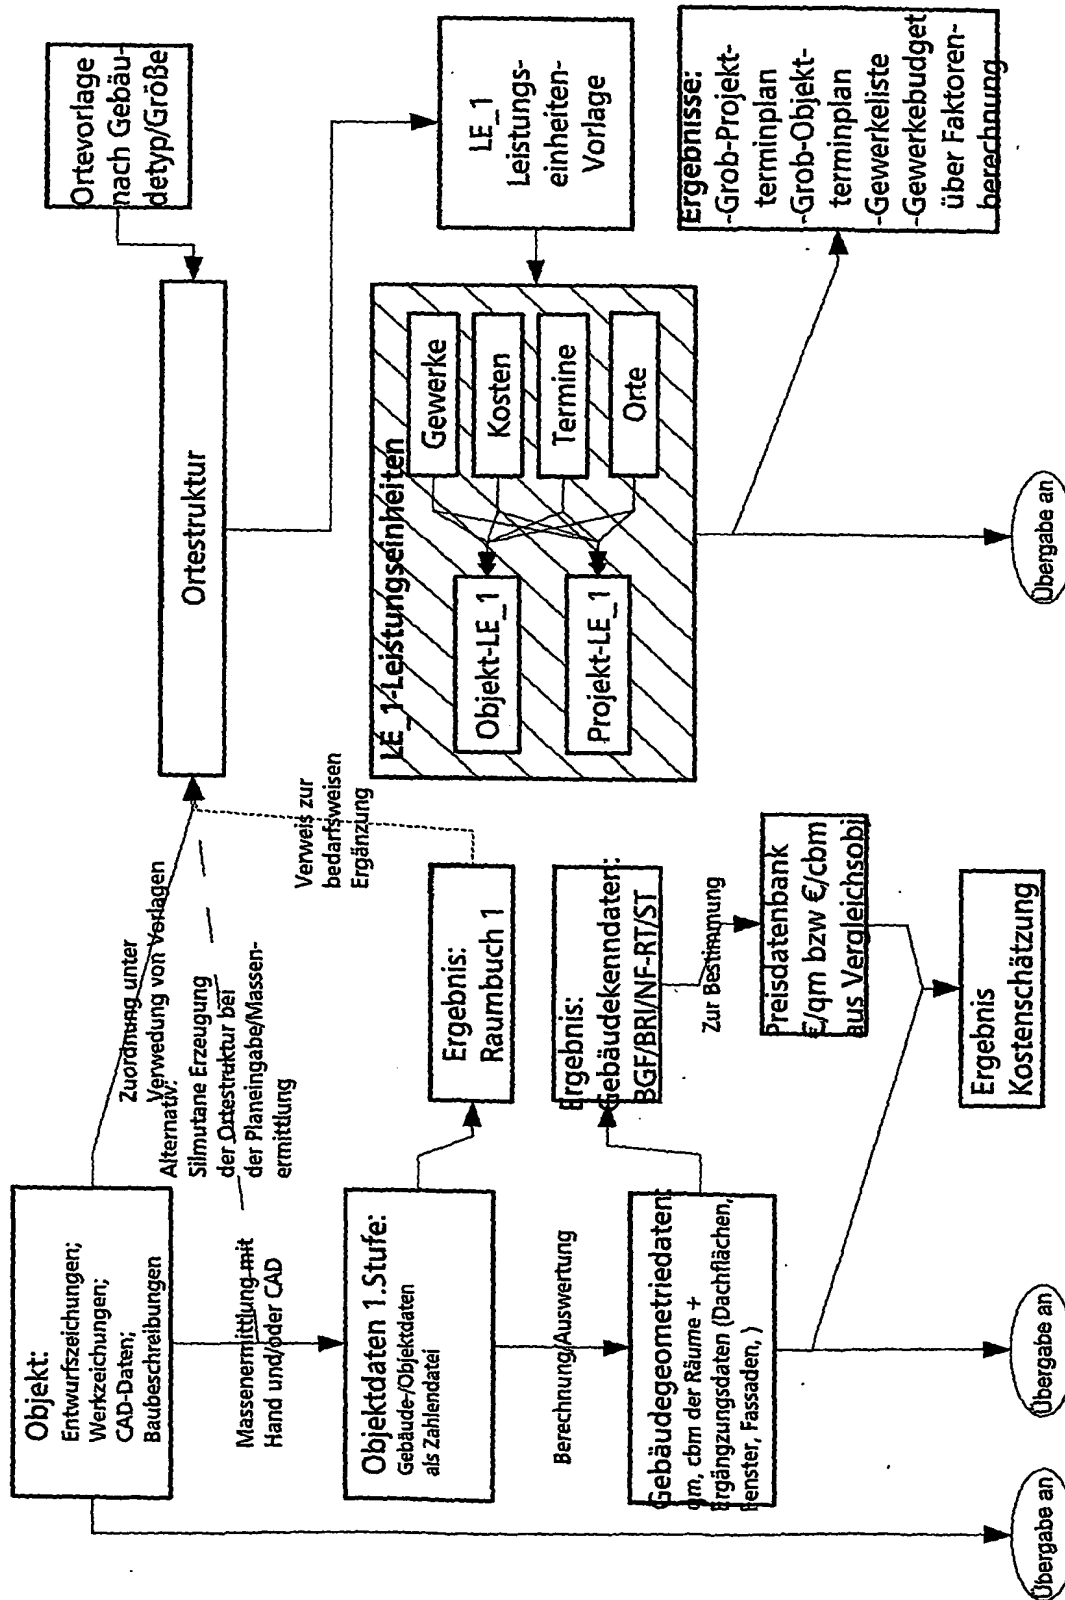 Objekt:
Entwurfszeichungen;
Werkzeichungen;
CAD-Daten;
Baubeschreibungen
Zuordnung unter
Verwedung von Vorlagen
Alternativ:
Silmutane Erzeugung
der Ortestruktur bei
der Planeingabe/Massen-
ermittlung
Ortestruktur
Ortevorlage
nach Gebäu-
detyp/Größe
Massenermittlung mit
Hand und/oder CAD
Verweis zur
bedarfsweisen
Ergänzung
Objektdaten 1.Stufe:
Gebäude-/Objektdaten
als Zahlendatei
Ergebnis:
Raumbuch 1
LE_1-Leistungseinheiten
Objekt-LE_1
Projekt-LE_1
Gewerke
Kosten
Termine
Orte
LE_1
Leistungs-
einheiten-
Vorlage
Berechnung/Auswertung
Ergebnis:
Gebäudekenndaten:
BGF/BRI/NF-RT/ST
Gebäudegeometriedaten:
qm, cbm der Räume +
Ergängzungsdaten (Dachflächen,
Fenster, Fassaden, )
Zur Bestimmung
Preisdatenbank
€/qm bzw €/cbm
aus Vergleichsobj
Ergebnisse:
-Grob-Projekt-
terminplan
-Grob-Objekt-
terminplan
-Gewerkeliste
-Gewerkebudget
über Faktoren-
berechnung
Ergebnis
Kostenschätzung
Übergabe an
Übergabe an
Übergabe an